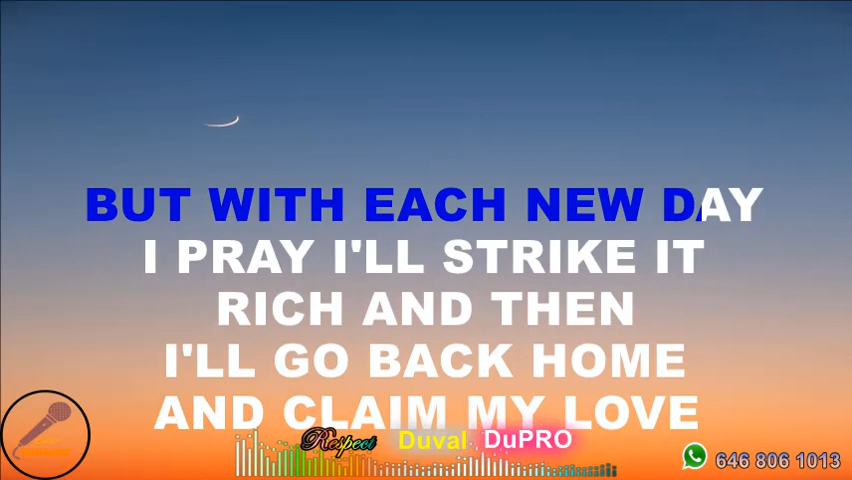 BUT WITH EACH NEW DAY
I PRAY I'LL STRIKE IT
RICH AND THEN
I'LL GO BACK HOME
AND CLAIM MY LOVE
Respect Duval DuPRO
646 806 1013